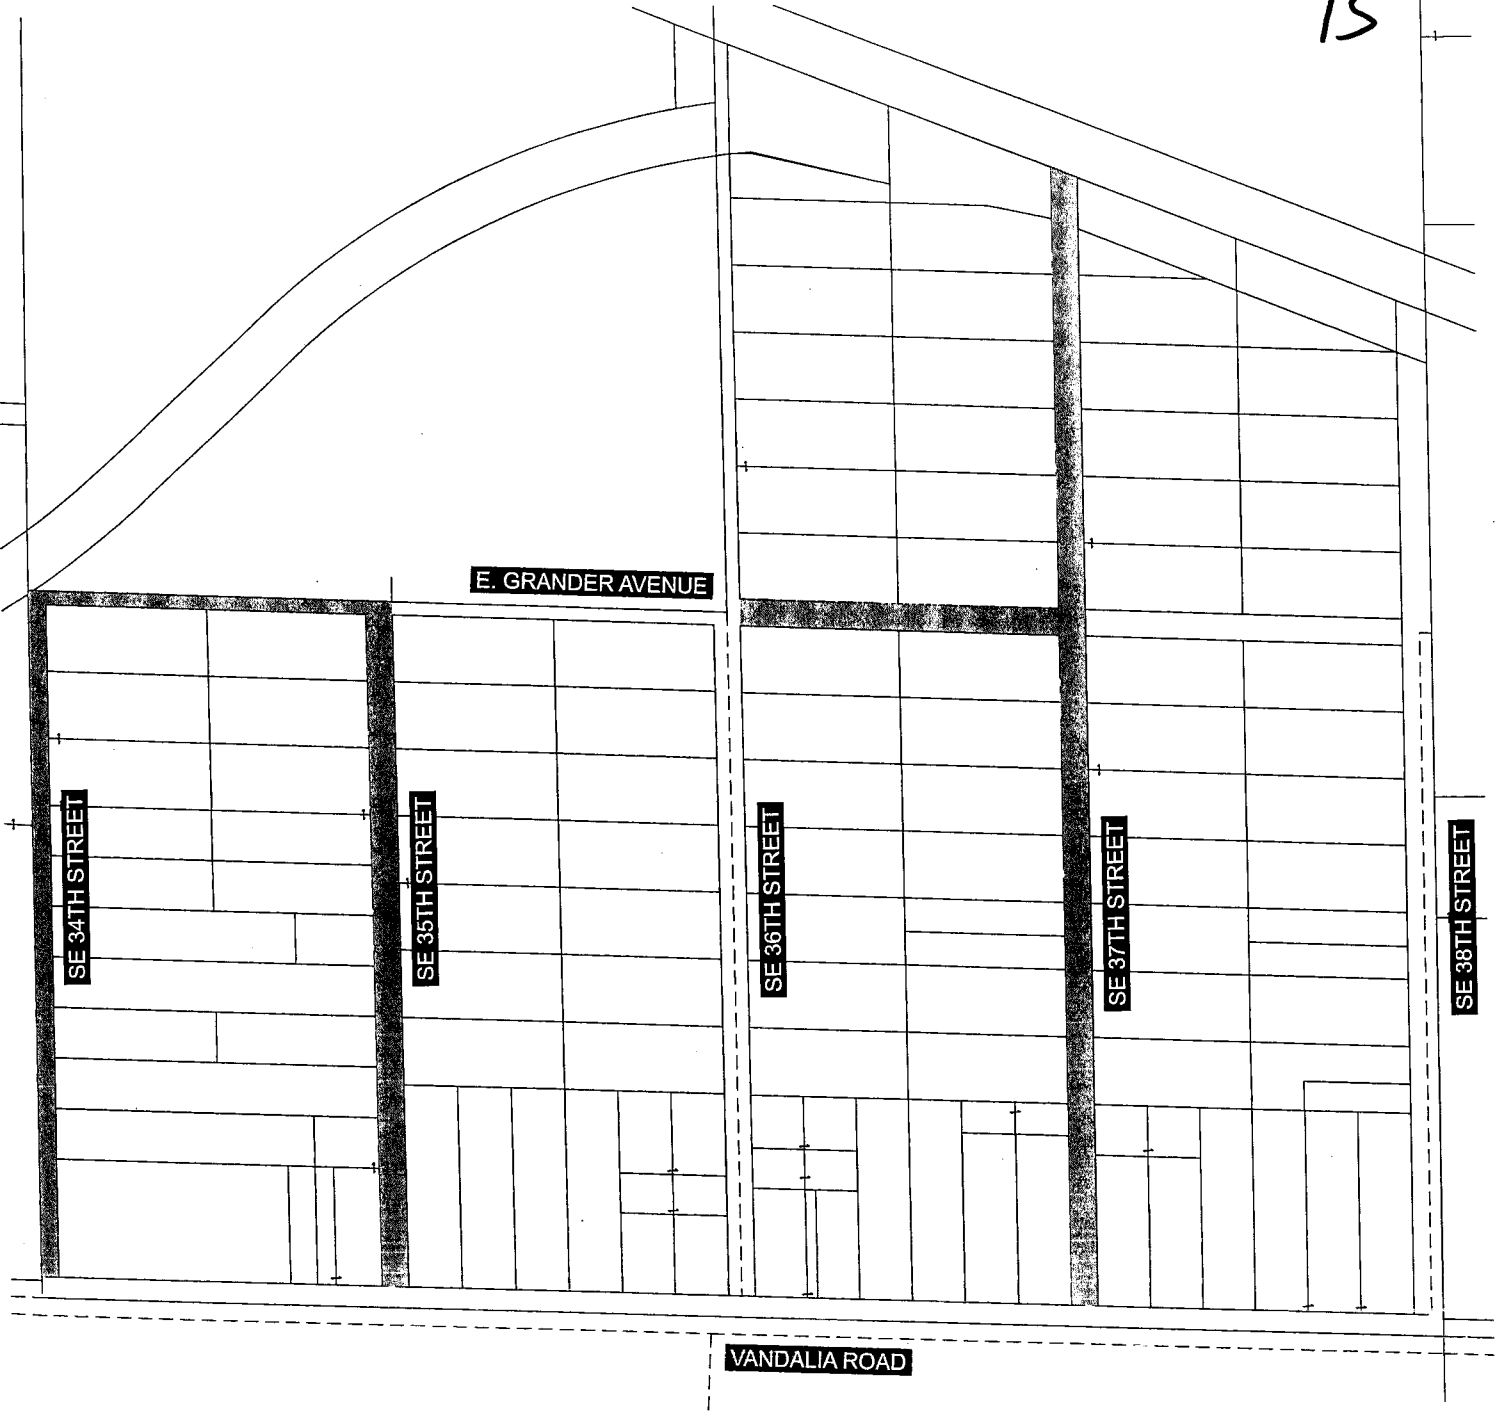 15
E. GRANDER AVENUE
SE 34TH STREET
SE 35TH STREET
SE 36TH STREET
SE 37TH STREET
SE 38TH STREET
VANDALIA ROAD